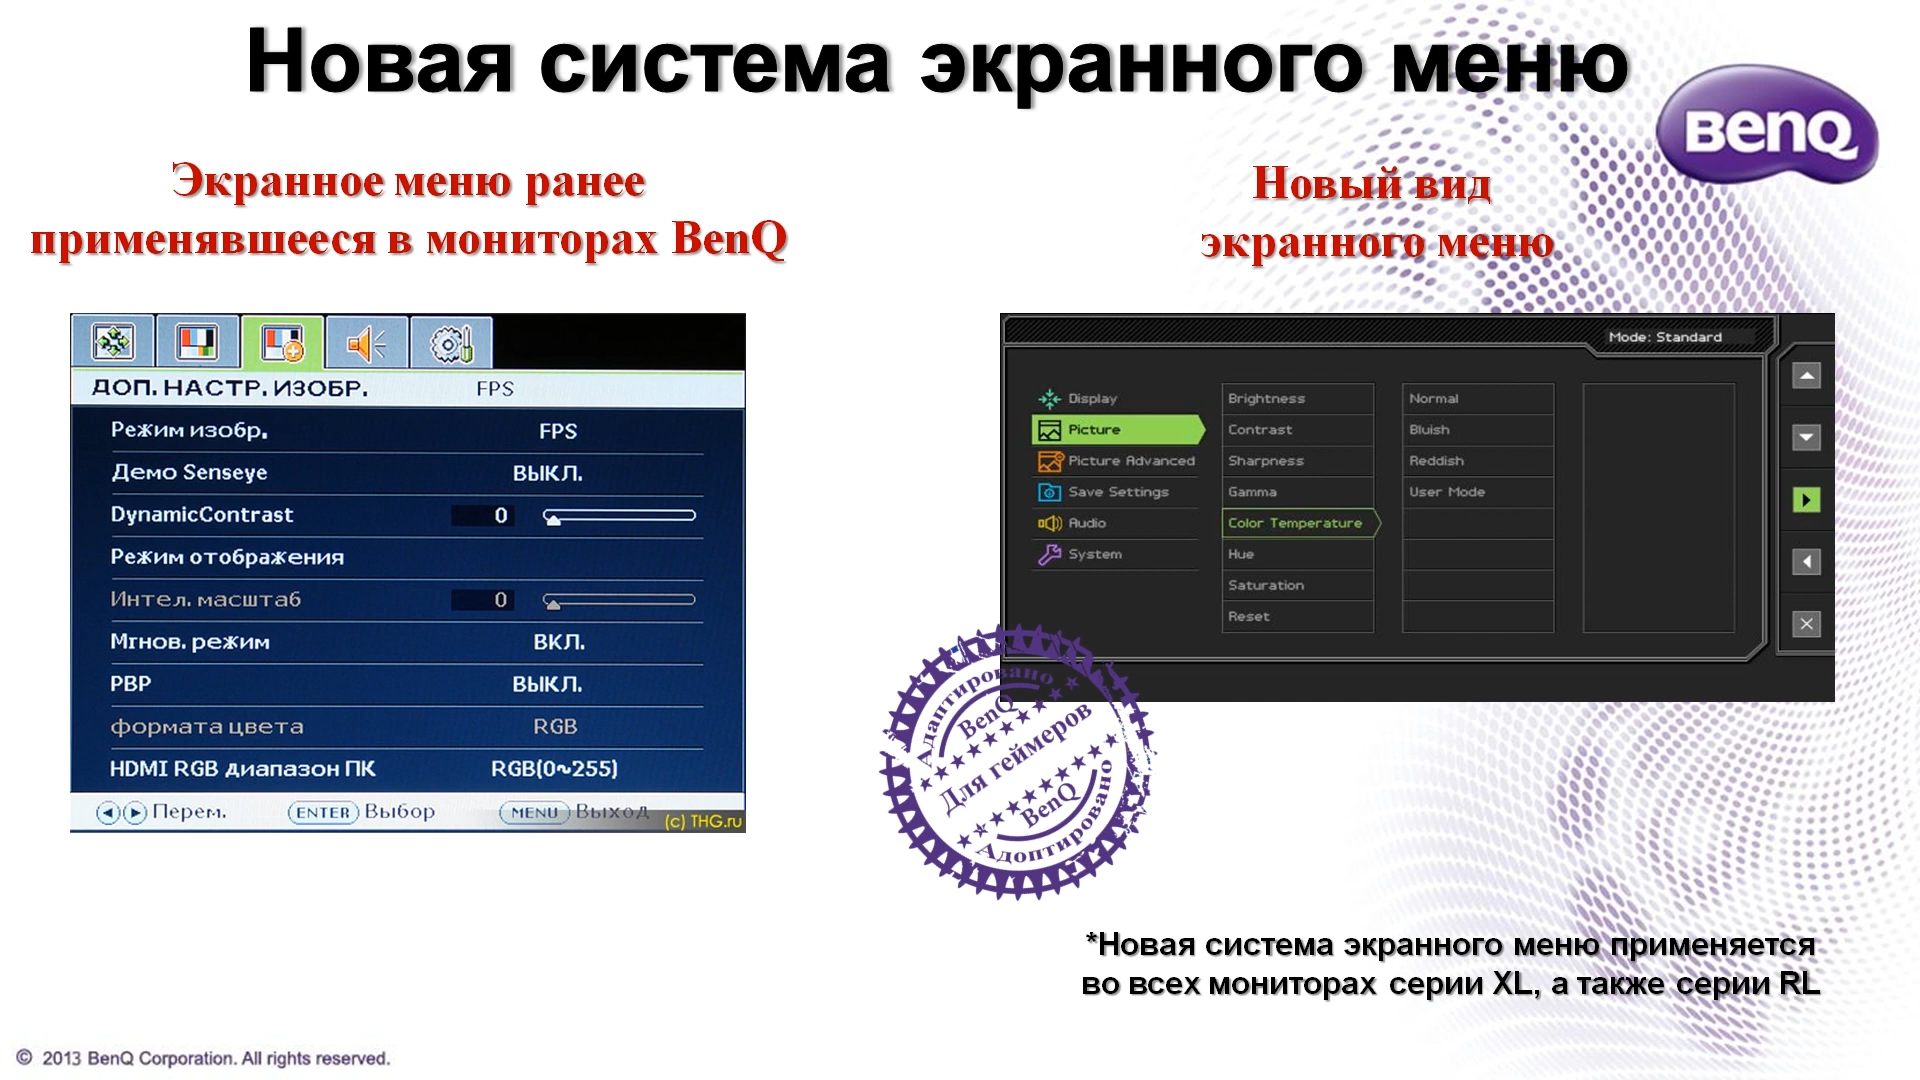 Новая система экранного меню
BenQ
Экранное меню ранее
применявшееся в мониторах BenQ
Новый вид
экранного меню
ДОП. НАСТР. ИЗОБР. FPS
Режим изобр. FPS
Демо Senseye ВЫКЛ.
DynamicContrast 0
Режим отображения
Интел. масштаб 0
Мгнов. режим ВКЛ.
PBP ВЫКЛ.
формата цвета RGB
HDMI RGB диапазон ПК RGB(0~255)
Перем. ENTER Выбор MENU Выход
(c) THG.ru
Mode: Standard
Display Brightness Normal
Picture Contrast Bluish
Picture Advanced Sharpness Reddish
Save Settings Gamma User Mode
Audio Color Temperature
System Hue
Saturation
Reset
Адаптировано
BenQ
Для геймеров
BenQ
Адоптировано
*Новая система экранного меню применяется
во всех мониторах серии XL, а также серии RL
© 2013 BenQ Corporation. All rights reserved.